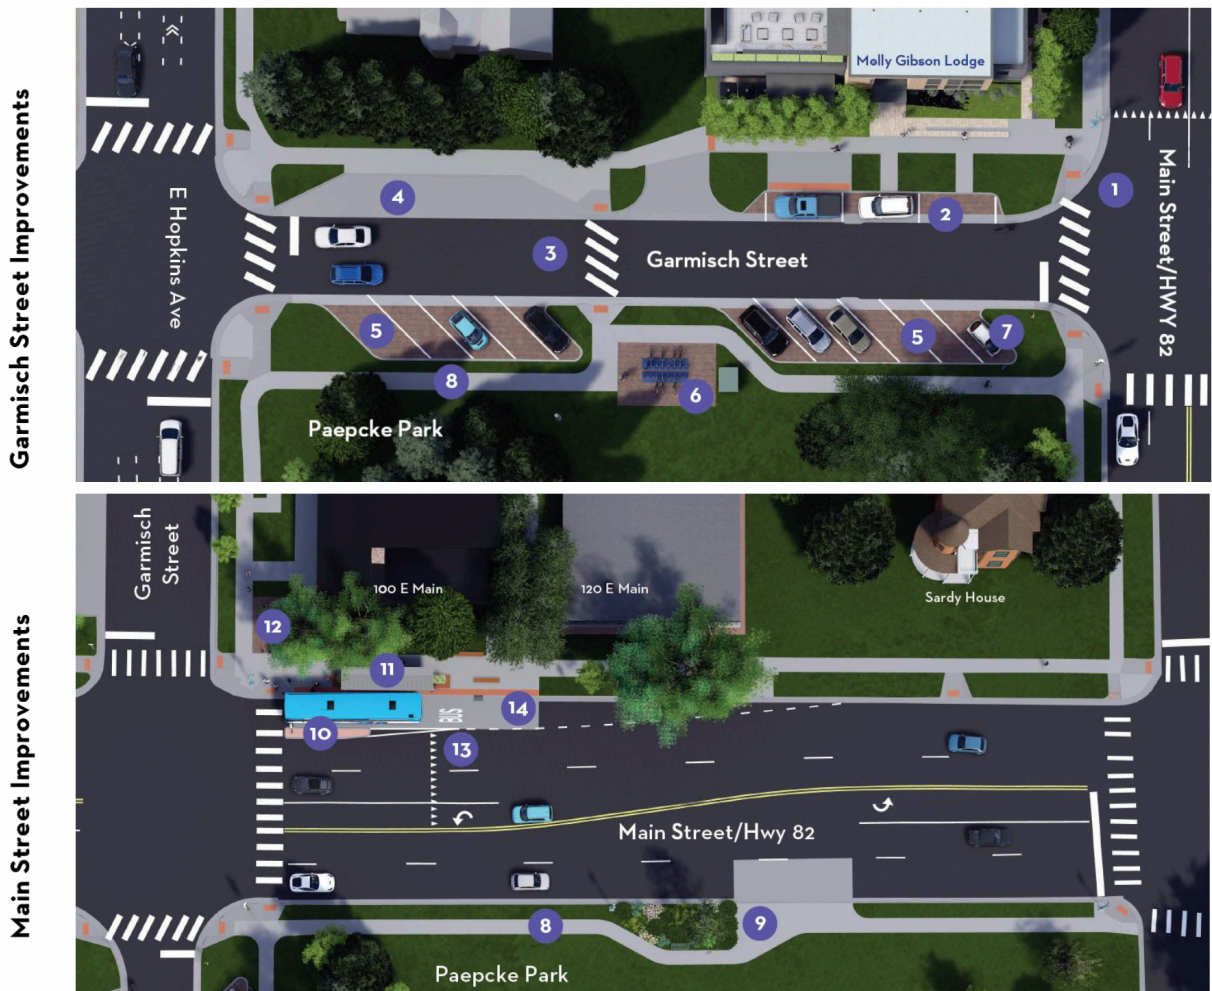 Garmisch Street Improvements
Molly Gibson Lodge
1
Main Street/HWY 82
E Hopkins Ave
4
2
3
Garmisch Street
5
5
7
8
6
Paepcke Park
Main Street Improvements
Garmisch
Street
100 E Main
120 E Main
Sardy House
12
11
BUS
14
10
13
Main Street/Hwy 82
8
9
Paepcke Park